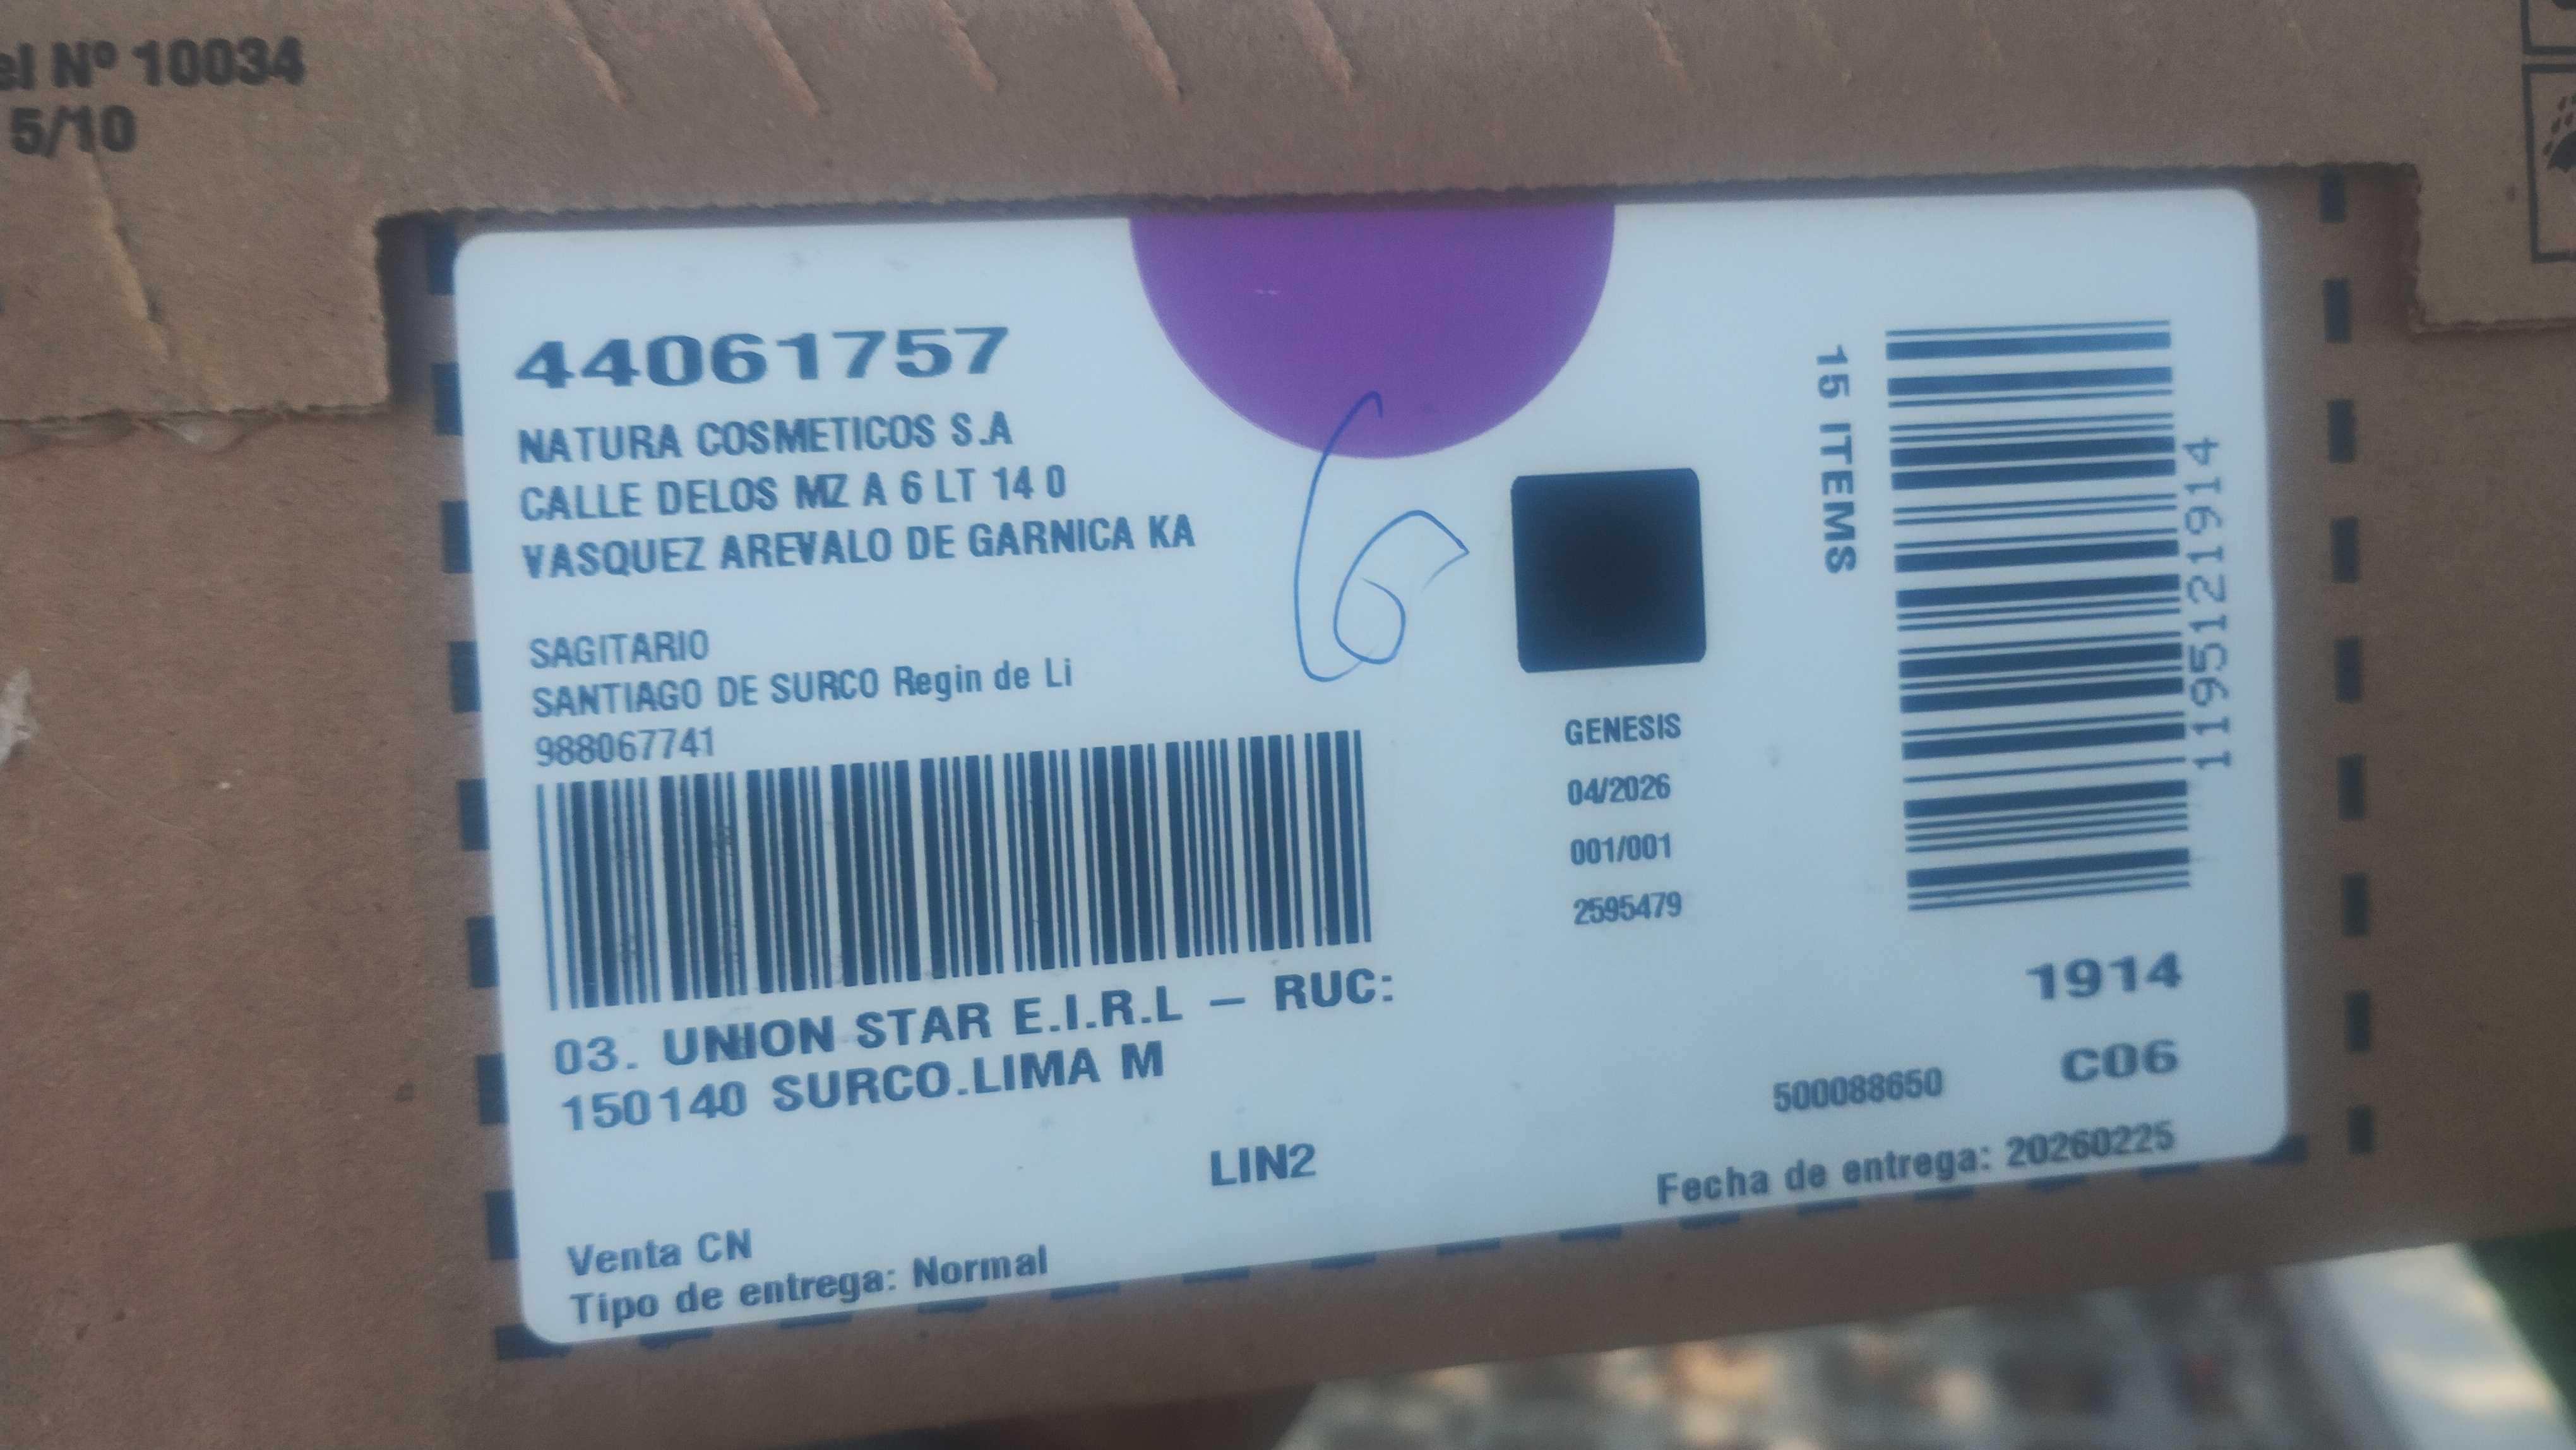 el Nº 10034
5/10
44061757
NATURA COSMETICOS S.A
CALLE DELOS MZ A 6 LT 14 0
VASQUEZ AREVALO DE GARNICA KA
SAGITARIO
SANTIAGO DE SURCO Regin de Li
988067741
03. UNION STAR E.I.R.L – RUC:
150140 SURCO.LIMA M
LIN2
Venta CN
Tipo de entrega: Normal
6
GENESIS
04/2026
001/001
2595479
15 ITEMS
1195121914
1914
C06
500088650
Fecha de entrega: 20260225